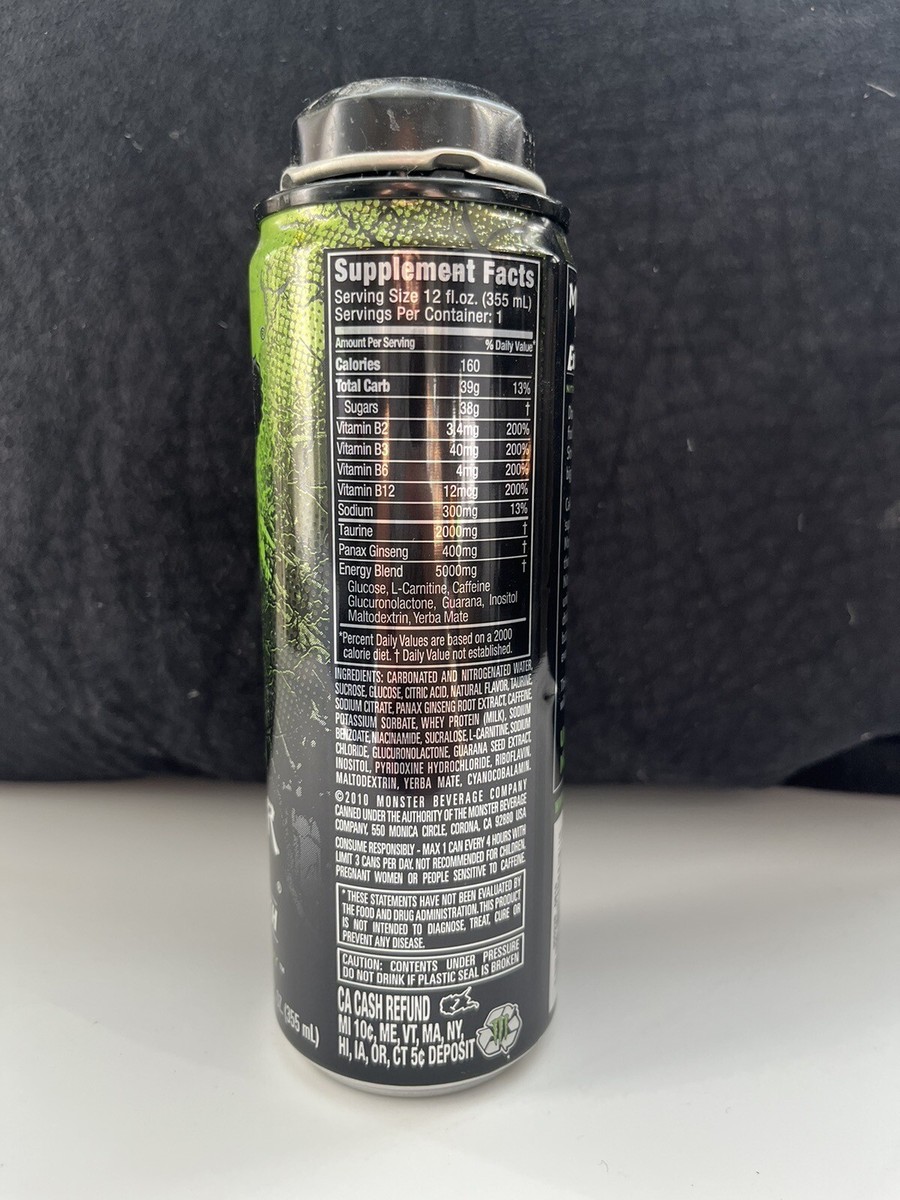 Supplement Facts
Serving Size 12 fl.oz. (355 mL)
Servings Per Container: 1
Amount Per Serving % Daily Value*
Calories 160
Total Carb 39g 13%
Sugars 38g †
Vitamin B2 3.4mg 200%
Vitamin B3 40mg 200%
Vitamin B6 4mg 200%
Vitamin B12 12mcg 200%
Sodium 300mg 13%
Taurine 2000mg †
Panax Ginseng 400mg †
Energy Blend 5000mg †
Glucose, L-Carnitine, Caffeine
Glucuronolactone, Guarana, Inositol
Maltodextrin, Yerba Mate
*Percent Daily Values are based on a 2000
calorie diet. † Daily Value not established.
INGREDIENTS: CARBONATED AND NITROGENATED WATER,
SUCROSE, GLUCOSE, CITRIC ACID, NATURAL FLAVOR, TAURINE,
SODIUM CITRATE, PANAX GINSENG ROOT EXTRACT, CAFFEINE,
POTASSIUM SORBATE, WHEY PROTEIN (MILK), SODIUM
BENZOATE, NIACINAMIDE, SUCRALOSE, L-CARNITINE, SODIUM
CHLORIDE, GLUCURONOLACTONE, GUARANA SEED EXTRACT,
INOSITOL, PYRIDOXINE HYDROCHLORIDE, RIBOFLAVIN,
MALTODEXTRIN, YERBA MATE, CYANOCOBALAMIN.
©2010 MONSTER BEVERAGE COMPANY
CANNED UNDER THE AUTHORITY OF THE MONSTER BEVERAGE
COMPANY, 550 MONICA CIRCLE, CORONA, CA 92880 USA
CONSUME RESPONSIBLY - MAX 1 CAN EVERY 4 HOURS WITH
LIMIT 3 CANS PER DAY. NOT RECOMMENDED FOR CHILDREN,
PREGNANT WOMEN OR PEOPLE SENSITIVE TO CAFFEINE.
*THESE STATEMENTS HAVE NOT BEEN EVALUATED BY
THE FOOD AND DRUG ADMINISTRATION. THIS PRODUCT
IS NOT INTENDED TO DIAGNOSE, TREAT, CURE OR
PREVENT ANY DISEASE.
CAUTION: CONTENTS UNDER PRESSURE
DO NOT DRINK IF PLASTIC SEAL IS BROKEN
CA CASH REFUND
MI 10¢, ME, VT, MA, NY,
HI, IA, OR, CT 5¢ DEPOSIT
(355 mL)